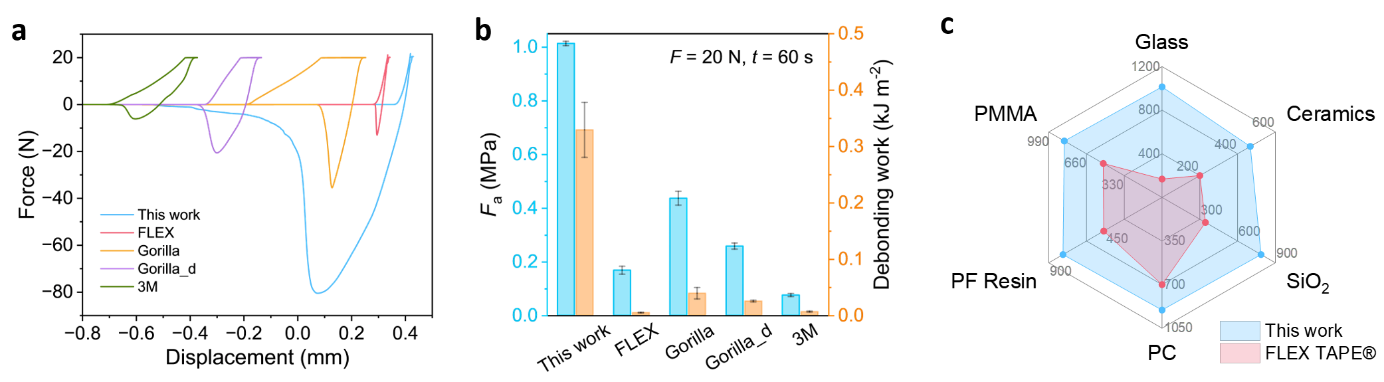 a
20
0
−20
−40
−60
−80
Force (N)
This work
FLEX
Gorilla
Gorilla_d
3M
−0.8
−0.6
−0.4
−0.2
0.0
0.2
0.4
Displacement (mm)
b
F = 20 N, t = 60 s
1.0
0.8
0.6
0.4
0.2
0.0
Fa (MPa)
0.5
0.4
0.3
0.2
0.1
0.0
Debonding work (kJ m−2)
This work
FLEX
Gorilla
Gorilla_d
3M
c
Glass
1200
800
400
Ceramics
600
400
200
SiO2
300
600
900
PC
350
700
1050
PF Resin
450
900
PMMA
990
660
330
This work
FLEX TAPE®